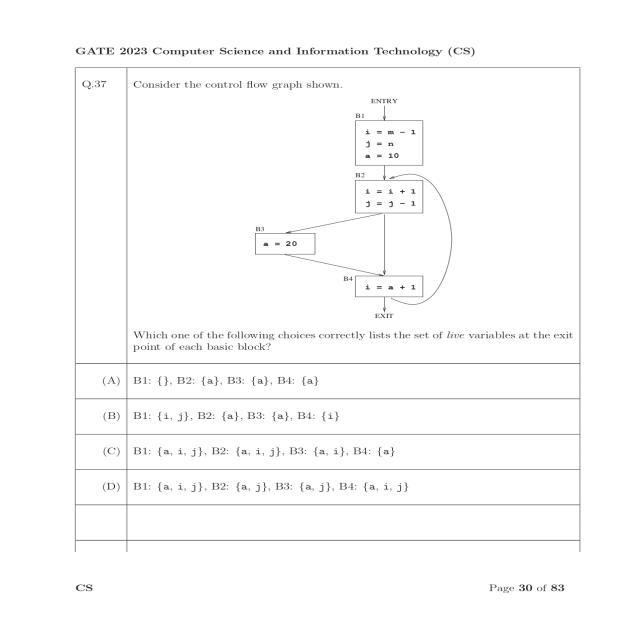 GATE 2023 Computer Science and Information Technology (CS)
Q.37 Consider the control flow graph shown.
ENTRY
B1
i = m - 1
j = n
a = 10
B2
i = i + 1
j = j - 1
B3
a = 20
B4
i = a + 1
EXIT
Which one of the following choices correctly lists the set of live variables at the exit
point of each basic block?
(A) B1: {}, B2: {a}, B3: {a}, B4: {a}
(B) B1: {i, j}, B2: {a}, B3: {a}, B4: {i}
(C) B1: {a, i, j}, B2: {a, i, j}, B3: {a, i}, B4: {a}
(D) B1: {a, i, j}, B2: {a, j}, B3: {a, j}, B4: {a, i, j}
CS Page 30 of 83